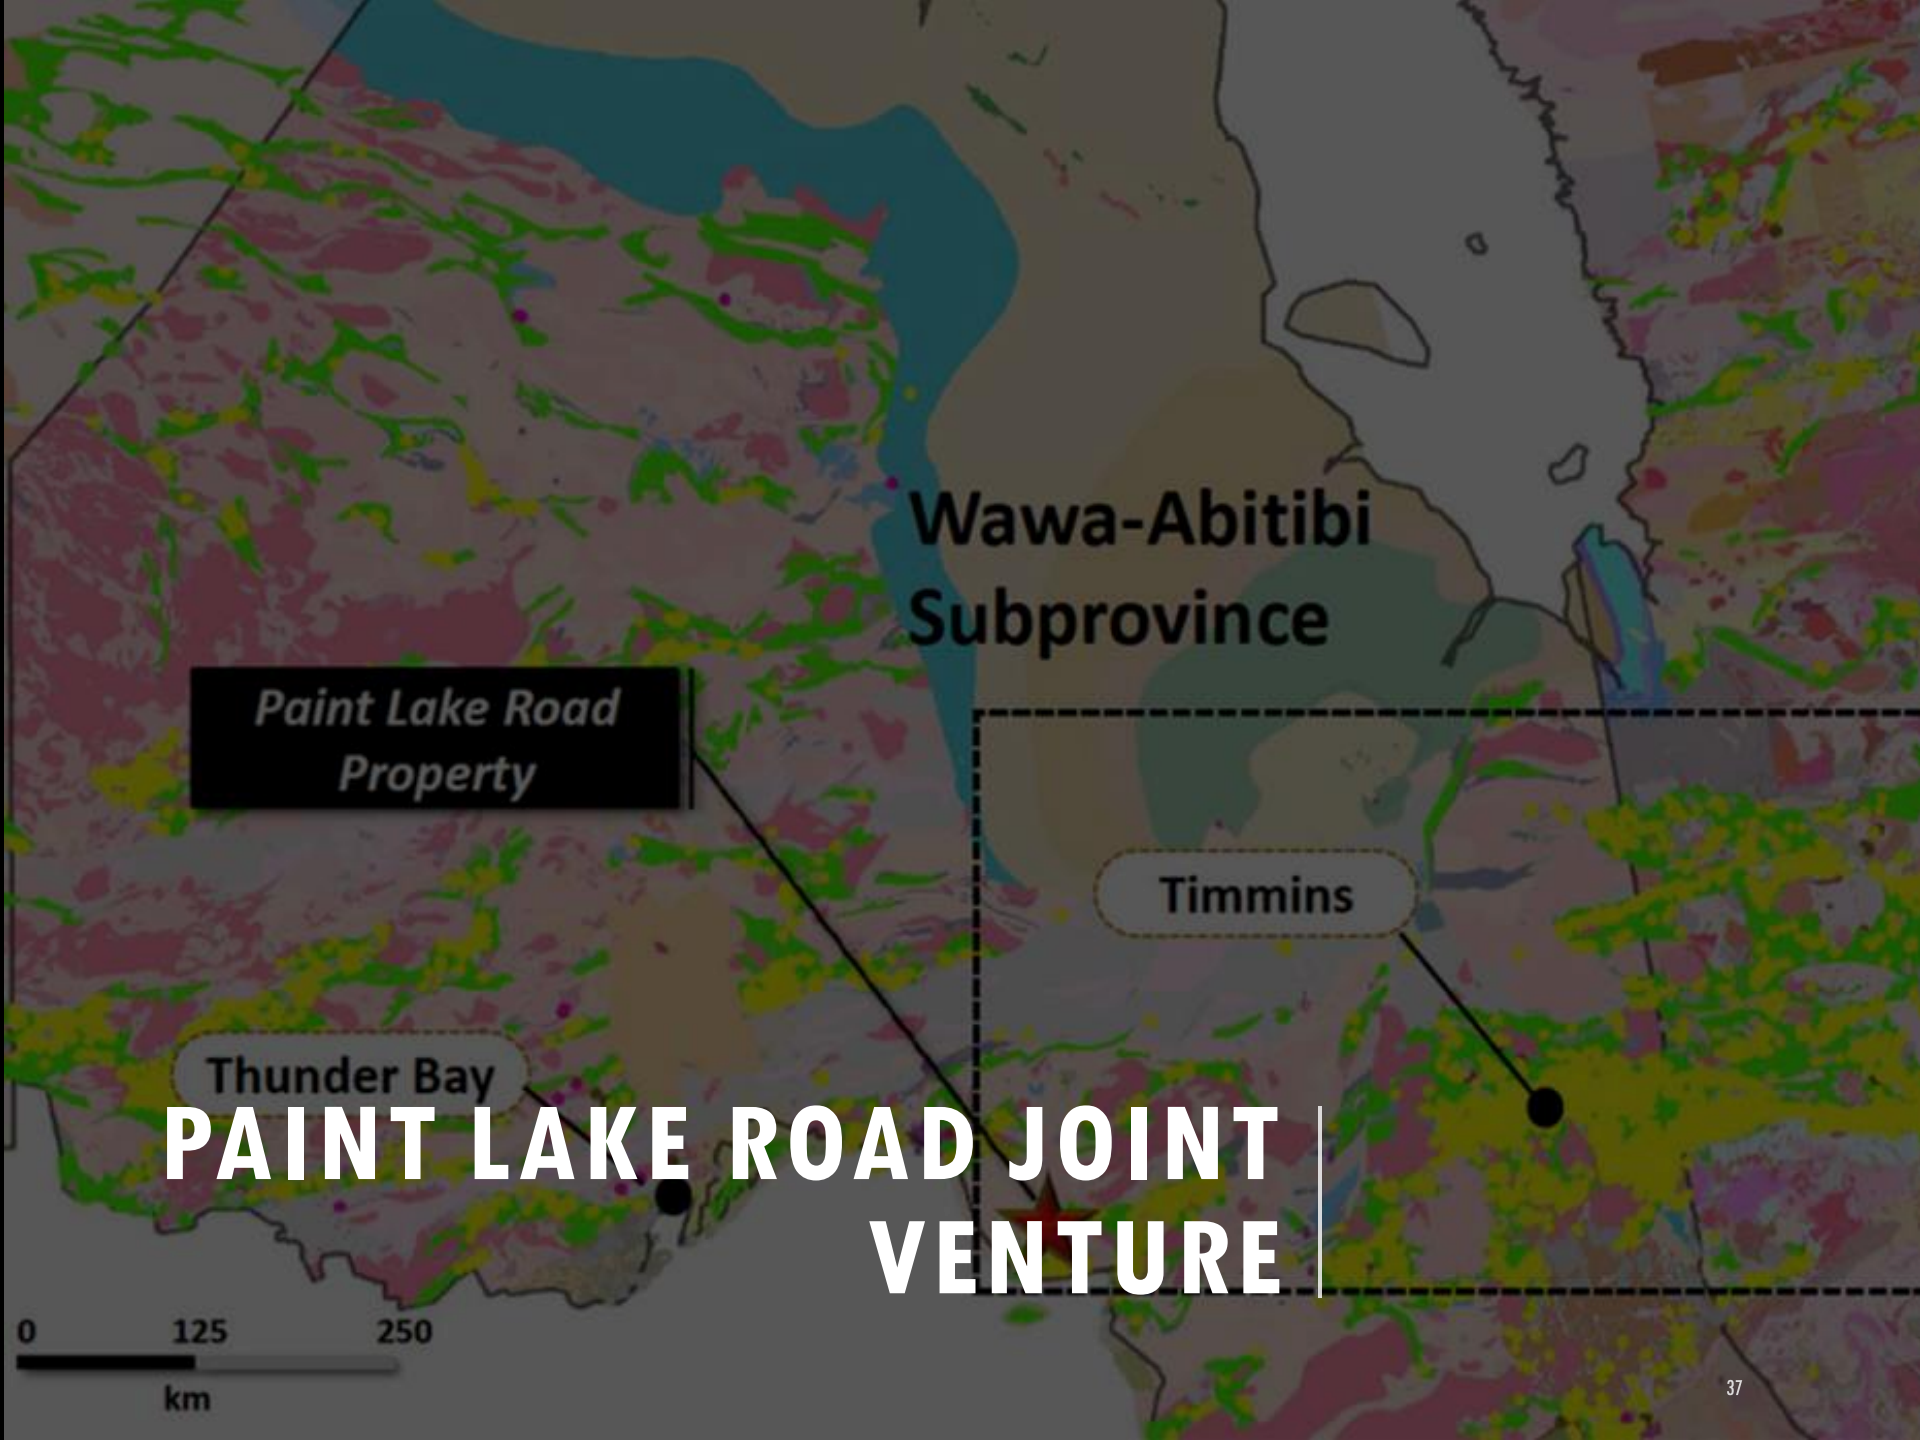 Wawa-Abitibi
Subprovince
Paint Lake Road
Property
Timmins
Thunder Bay
PAINT LAKE ROAD JOINT
VENTURE
0 125 250
km
37